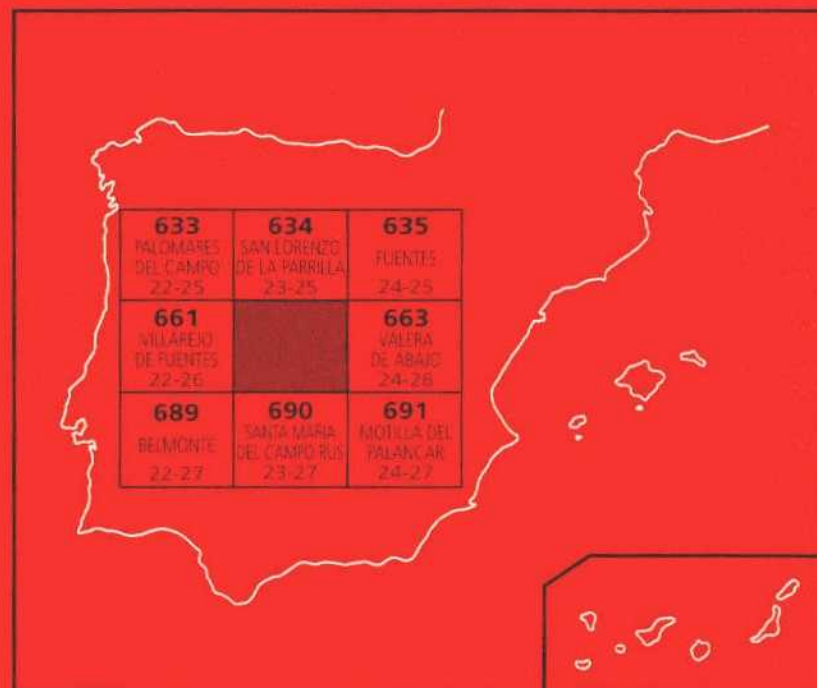 633
PALOMARES
DEL CAMPO
22-25
634
SAN LORENZO
DE LA PARRILLA
23-25
635
FUENTES
24-25
661
VILLAREJO
DE FUENTES
22-26
663
VALERA
DE ABAJO
24-26
689
BELMONTE
22-27
690
SANTA MARIA
DEL CAMPO RUS
23-27
691
MOTILLA DEL
PALANCAR
24-27